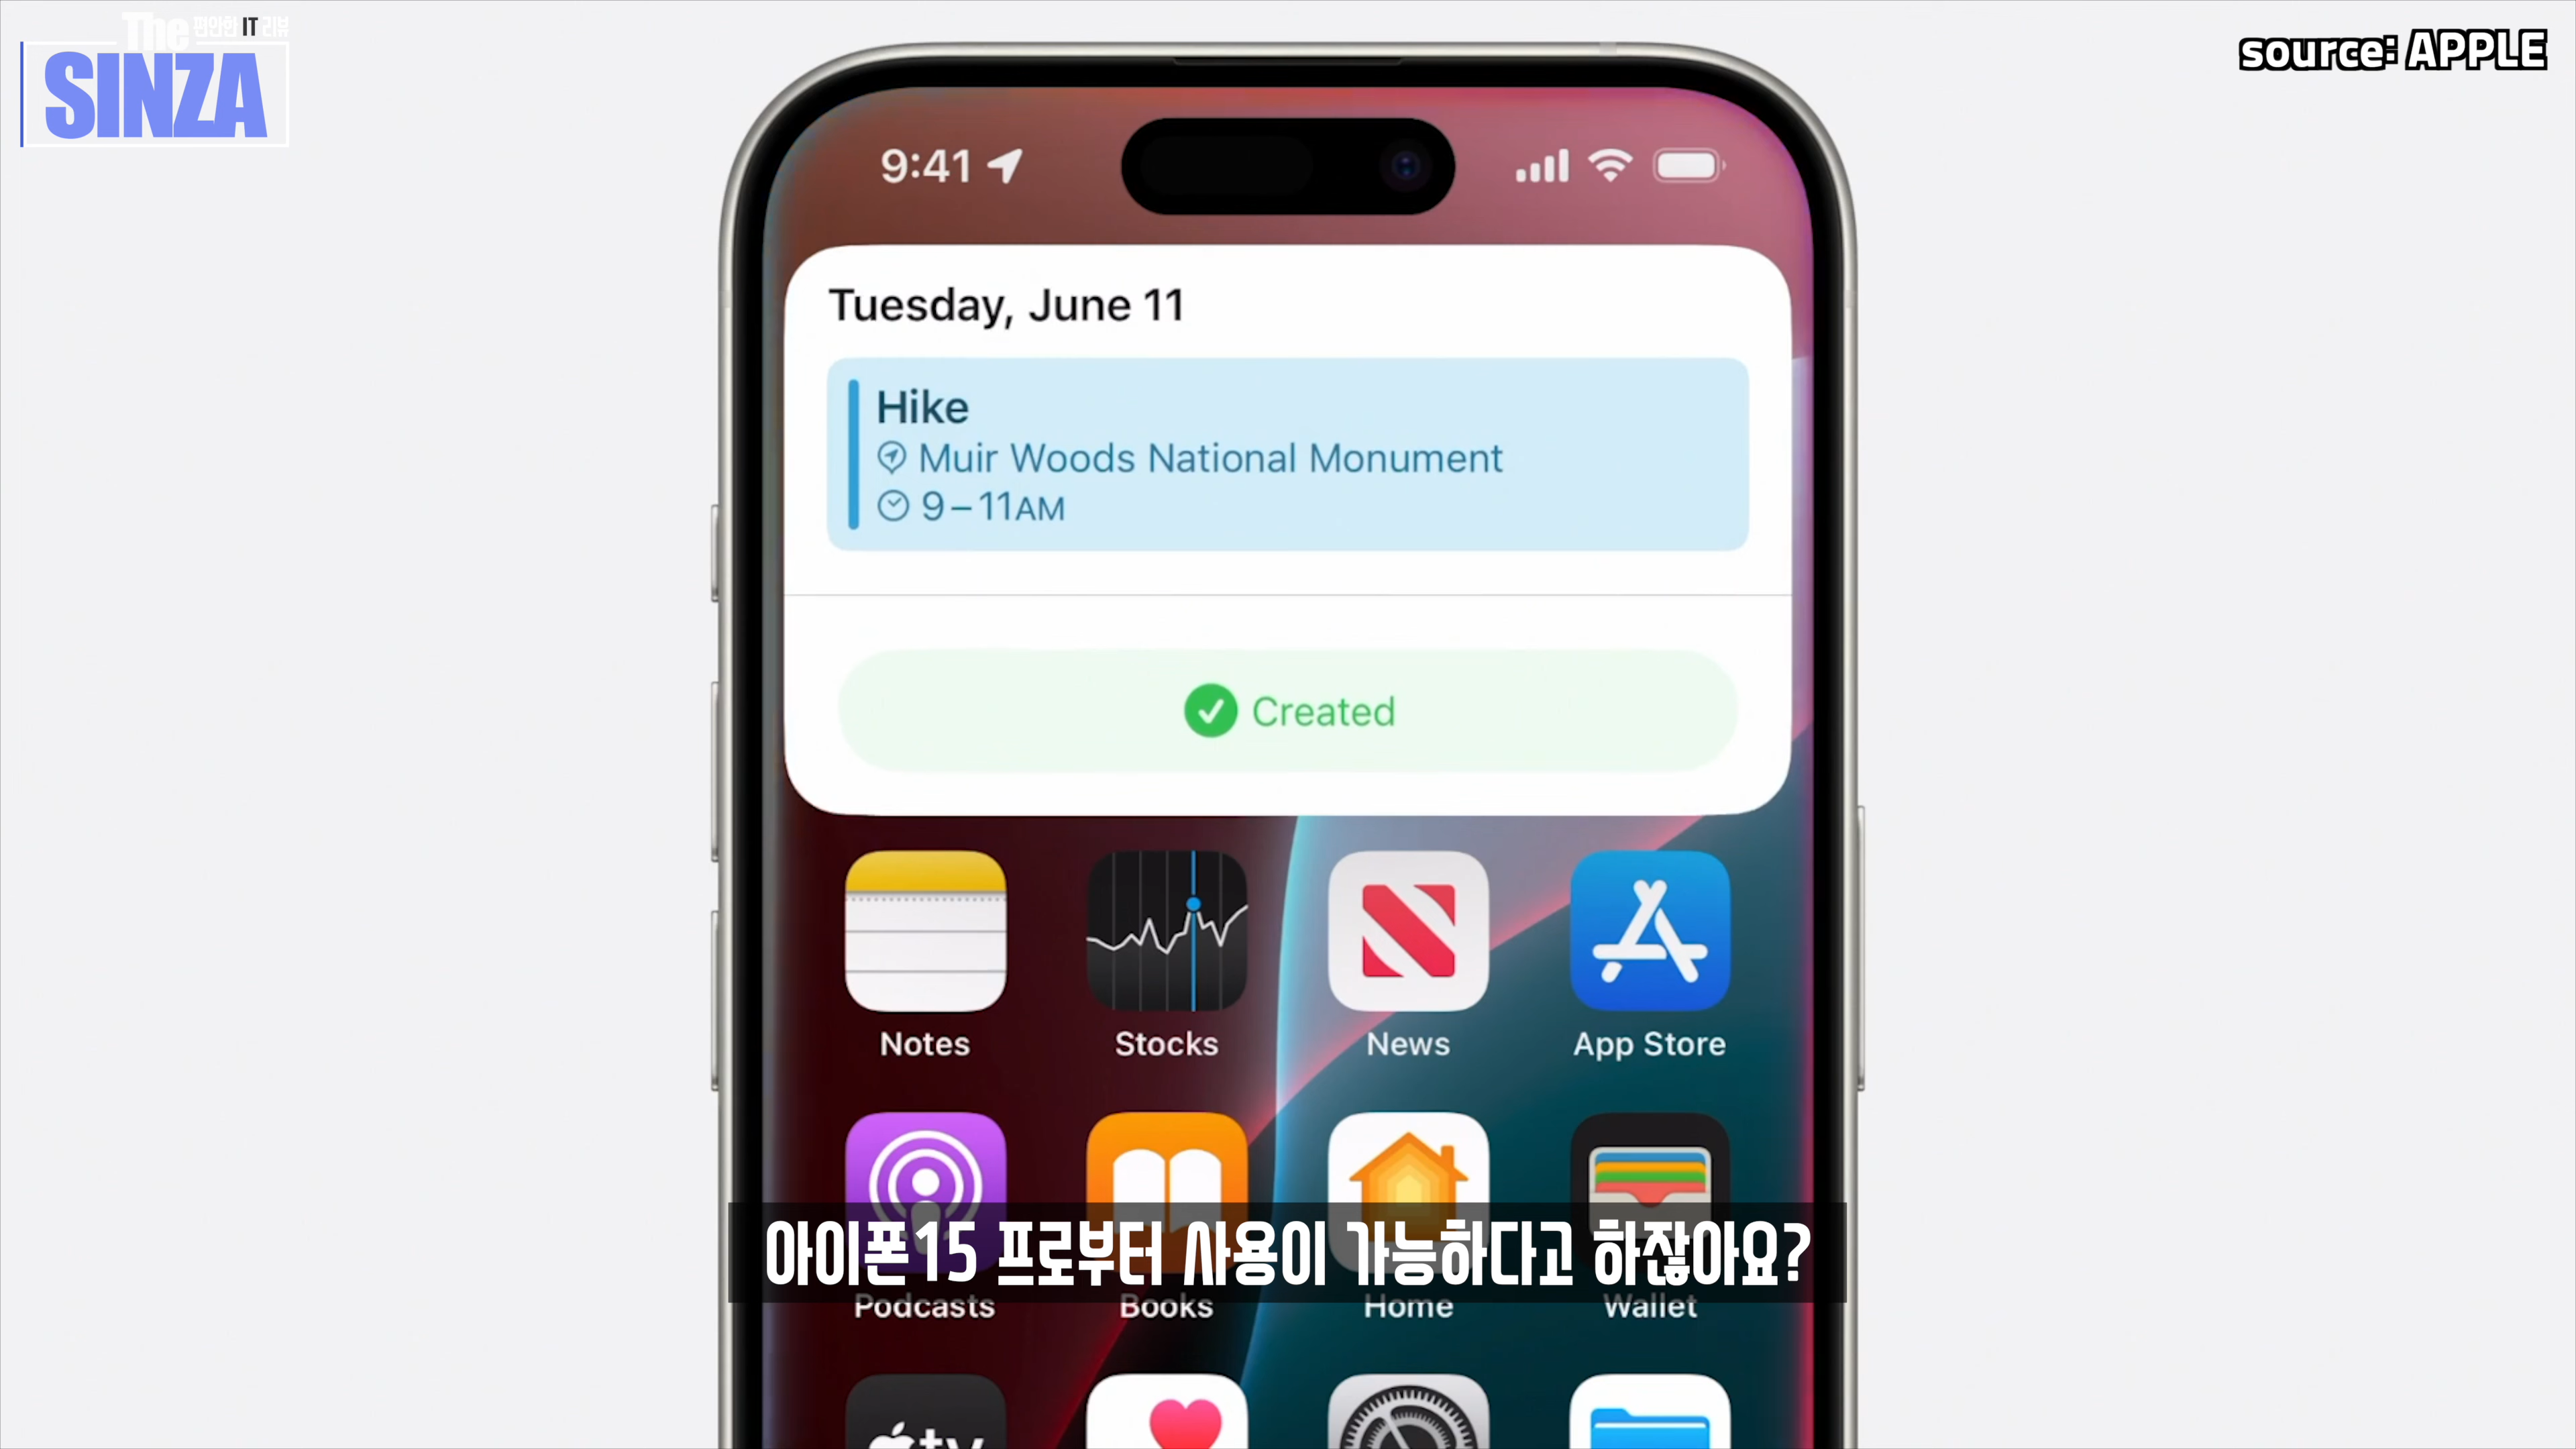 The 편안한 IT 리뷰
SINZA
source: APPLE
9:41
Tuesday, June 11
Hike
Muir Woods National Monument
9–11AM
Created
Notes
Stocks
News
App Store
아이폰15 프로부터 사용이 가능하다고 하잖아요?
Podcasts
Books
Home
Wallet
tv